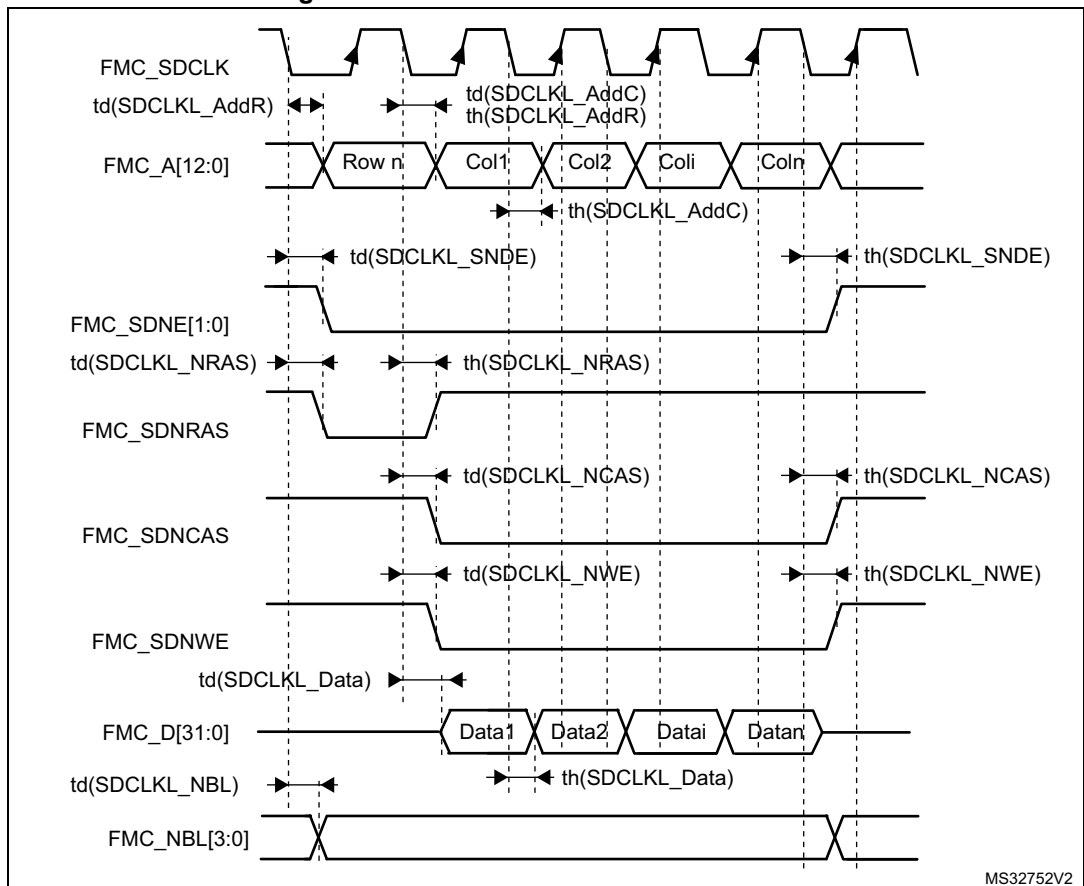 FMC_SDCLK
td(SDCLKL_AddR)
td(SDCLKL_AddC)
th(SDCLKL_AddR)
FMC_A[12:0]
Row n
Col1
Col2
Coli
Coln
th(SDCLKL_AddC)
td(SDCLKL_SNDE)
th(SDCLKL_SNDE)
FMC_SDNE[1:0]
td(SDCLKL_NRAS)
th(SDCLKL_NRAS)
FMC_SDNRAS
td(SDCLKL_NCAS)
th(SDCLKL_NCAS)
FMC_SDNCAS
td(SDCLKL_NWE)
th(SDCLKL_NWE)
FMC_SDNWE
td(SDCLKL_Data)
FMC_D[31:0]
Data1
Data2
Datai
Datan
th(SDCLKL_Data)
td(SDCLKL_NBL)
FMC_NBL[3:0]
MS32752V2